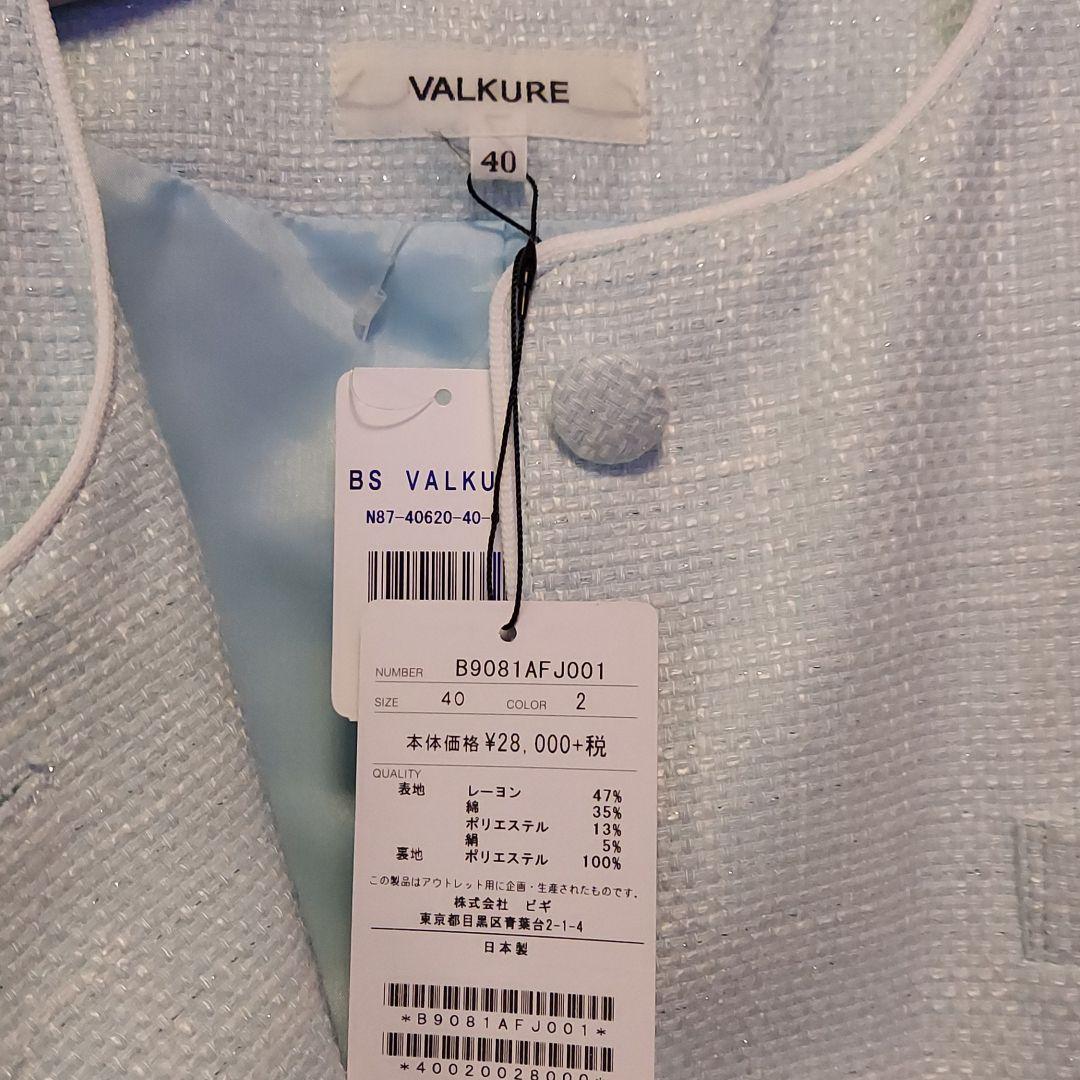 VALKURE
40
BS VALKU
N87-40620-40-
NUMBER B9081AFJ001
SIZE 40 COLOR 2
本体価格 ¥28,000+税
QUALITY
表地 レーヨン 47%
綿 35%
ポリエステル 13%
絹 5%
裏地 ポリエステル 100%
この製品はアウトレット用に企画・生産されたものです。
株式会社 ビギ
東京都目黒区青葉台2-1-4
日本製
*B9081AFJ001*
*40020028000*